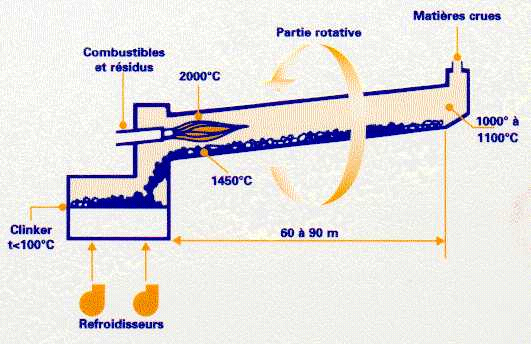 Matières crues
Partie rotative
Combustibles
et résidus
2000°C
1000° à
1100°C
1450°C
Clinker
t<100°C
60 à 90 m
Refroidisseurs